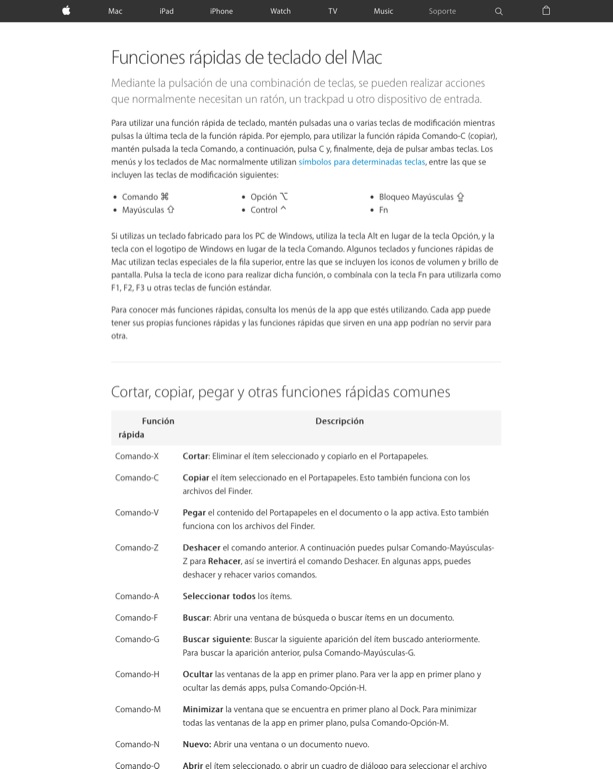 Mac iPad iPhone Watch TV Music Soporte
Funciones rápidas de teclado del Mac
Mediante la pulsación de una combinación de teclas, se pueden realizar acciones
que normalmente necesitan un ratón, un trackpad u otro dispositivo de entrada.
Para utilizar una función rápida de teclado, mantén pulsadas una o varias teclas de modificación mientras
pulsas la última tecla de la función rápida. Por ejemplo, para utilizar la función rápida Comando-C (copiar),
mantén pulsada la tecla Comando, a continuación, pulsa C y, finalmente, deja de pulsar ambas teclas. Los
menús y los teclados de Mac normalmente utilizan símbolos para determinadas teclas, entre las que se
incluyen las teclas de modificación siguientes:
• Comando ⌘ • Opción ⌥ • Bloqueo Mayúsculas ⇪
• Mayúsculas ⇧ • Control ⌃ • Fn
Si utilizas un teclado fabricado para los PC de Windows, utiliza la tecla Alt en lugar de la tecla Opción, y la
tecla con el logotipo de Windows en lugar de la tecla Comando. Algunos teclados y funciones rápidas de
Mac utilizan teclas especiales de la fila superior, entre las que se incluyen los iconos de volumen y brillo de
pantalla. Pulsa la tecla de icono para realizar dicha función, o combínala con la tecla Fn para utilizarla como
F1, F2, F3 u otras teclas de función estándar.
Para conocer más funciones rápidas, consulta los menús de la app que estés utilizando. Cada app puede
tener sus propias funciones rápidas y las funciones rápidas que sirven en una app podrían no servir para
otra.
Cortar, copiar, pegar y otras funciones rápidas comunes
Función rápida Descripción
Comando-X Cortar: Eliminar el ítem seleccionado y copiarlo en el Portapapeles.
Comando-C Copiar el ítem seleccionado en el Portapapeles. Esto también funciona con los
archivos del Finder.
Comando-V Pegar el contenido del Portapapeles en el documento o la app activa. Esto también
funciona con los archivos del Finder.
Comando-Z Deshacer el comando anterior. A continuación puedes pulsar Comando-Mayúsculas-
Z para Rehacer, así se invertirá el comando Deshacer. En algunas apps, puedes
deshacer y rehacer varios comandos.
Comando-A Seleccionar todos los ítems.
Comando-F Buscar: Abrir una ventana de búsqueda o buscar ítems en un documento.
Comando-G Buscar siguiente: Buscar la siguiente aparición del ítem buscado anteriormente.
Para buscar la aparición anterior, pulsa Comando-Mayúsculas-G.
Comando-H Ocultar las ventanas de la app en primer plano. Para ver la app en primer plano y
ocultar las demás apps, pulsa Comando-Opción-H.
Comando-M Minimizar la ventana que se encuentra en primer plano al Dock. Para minimizar
todas las ventanas de la app en primer plano, pulsa Comando-Opción-M.
Comando-N Nuevo: Abrir una ventana o un documento nuevo.
Comando-O Abrir el ítem seleccionado, o abrir un cuadro de diálogo para seleccionar el archivo